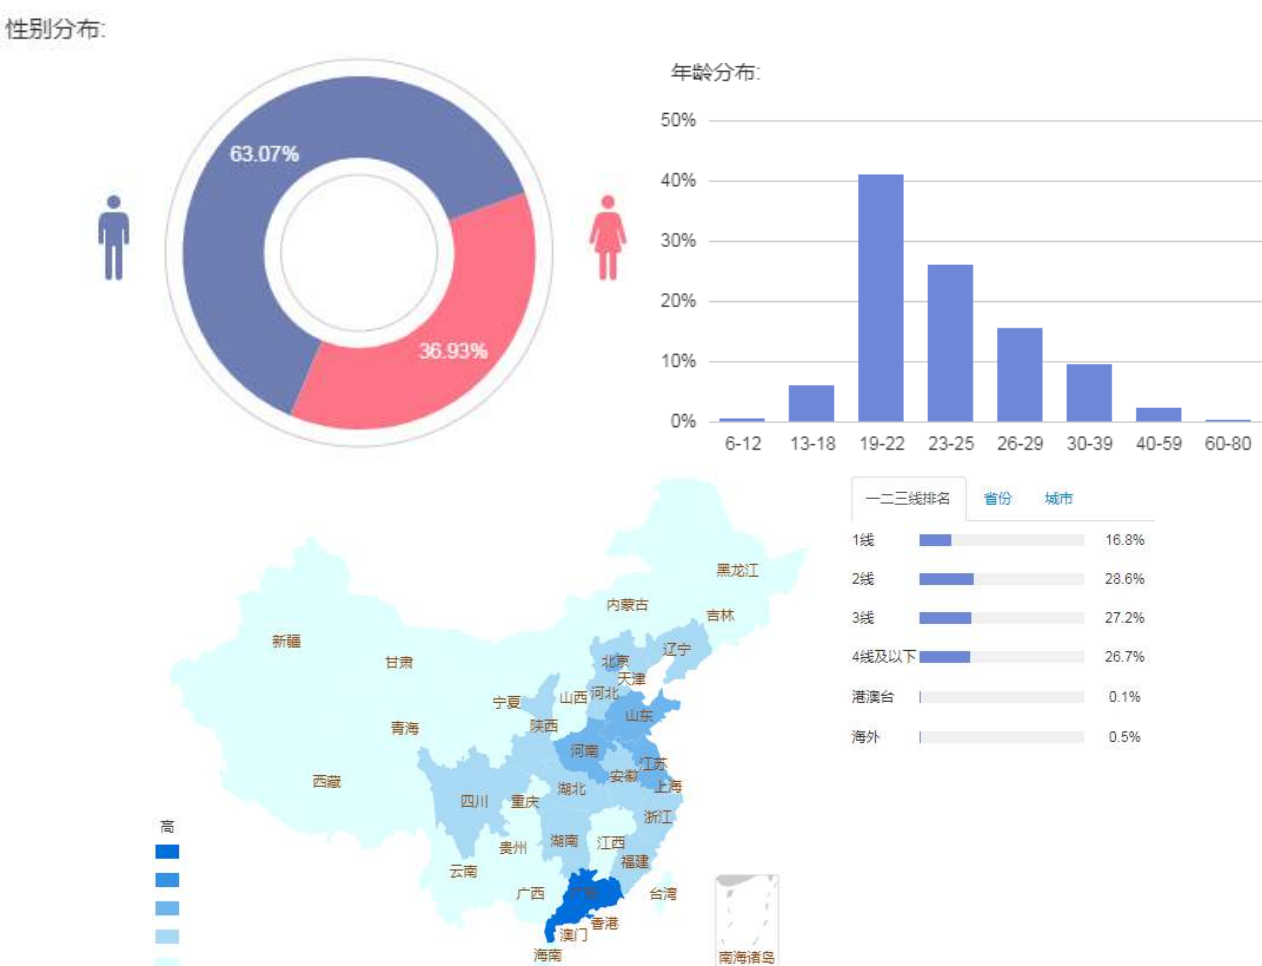 性别分布:
63.07%
36.93%
年龄分布:
50%
40%
30%
20%
10%
0%
6-12 13-18 19-22 23-25 26-29 30-39 40-59 60-80
一二三线排名 省份 城市
1线 16.8%
2线 28.6%
3线 27.2%
4线及以下 26.7%
港澳台 0.1%
海外 0.5%
黑龙江
内蒙古
吉林
新疆
辽宁
甘肃
北京
天津
宁夏
山西
河北
山东
陕西
青海
河南
江苏
安徽
西藏
上海
湖北
四川
重庆
浙江
湖南
江西
贵州
福建
云南
广西
台湾
香港
澳门
海南
南海诸岛
高